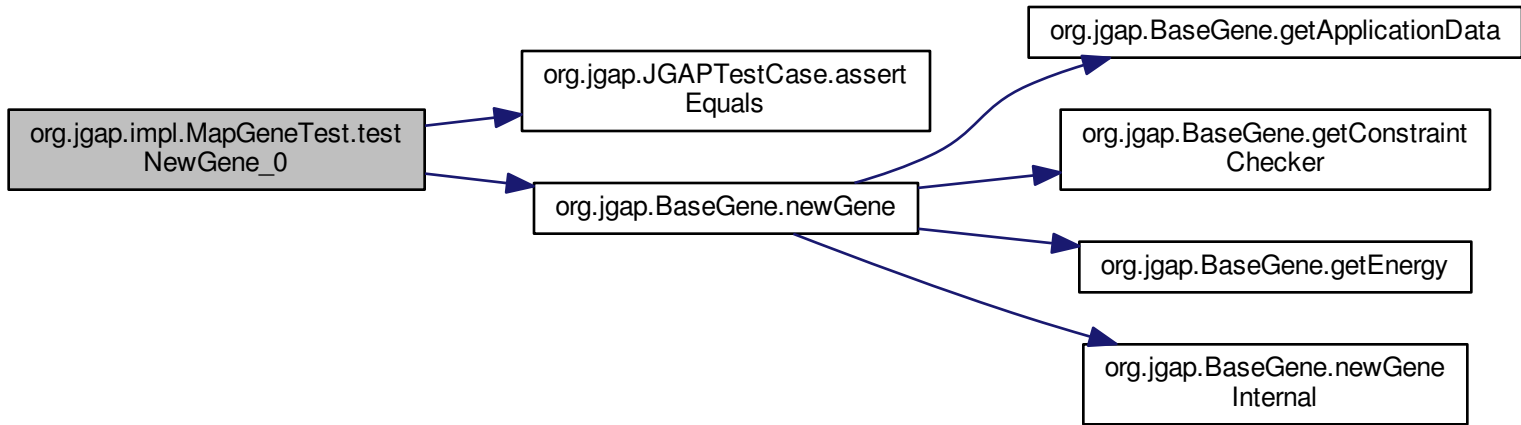 org.jgap.impl.MapGeneTest.test
NewGene_0
org.jgap.JGAPTestCase.assert
Equals
org.jgap.BaseGene.newGene
org.jgap.BaseGene.getApplicationData
org.jgap.BaseGene.getConstraint
Checker
org.jgap.BaseGene.getEnergy
org.jgap.BaseGene.newGene
Internal